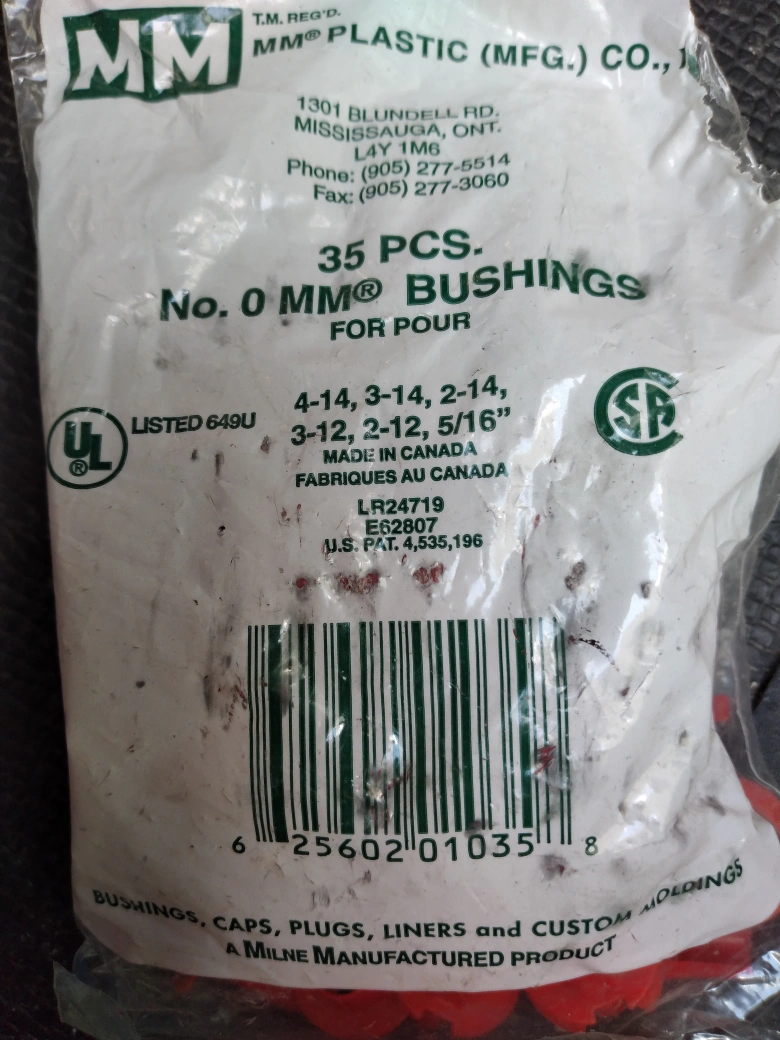 MM
T.M. REG'D.
MM® PLASTIC (MFG.) CO.,
1301 BLUNDELL RD.
MISSISSAUGA, ONT.
L4Y 1M6
Phone: (905) 277-5514
Fax: (905) 277-3060
35 PCS.
No. 0 MM® BUSHINGS
FOR POUR
4-14, 3-14, 2-14,
3-12, 2-12, 5/16"
UL® LISTED 649U
SA
MADE IN CANADA
FABRIQUES AU CANADA
LR24719
E62807
U.S. PAT. 4,535,196
6 25602 01035 8
BUSHINGS, CAPS, PLUGS, LINERS and CUSTOM MOLDINGS
A MILNE MANUFACTURED PRODUCT